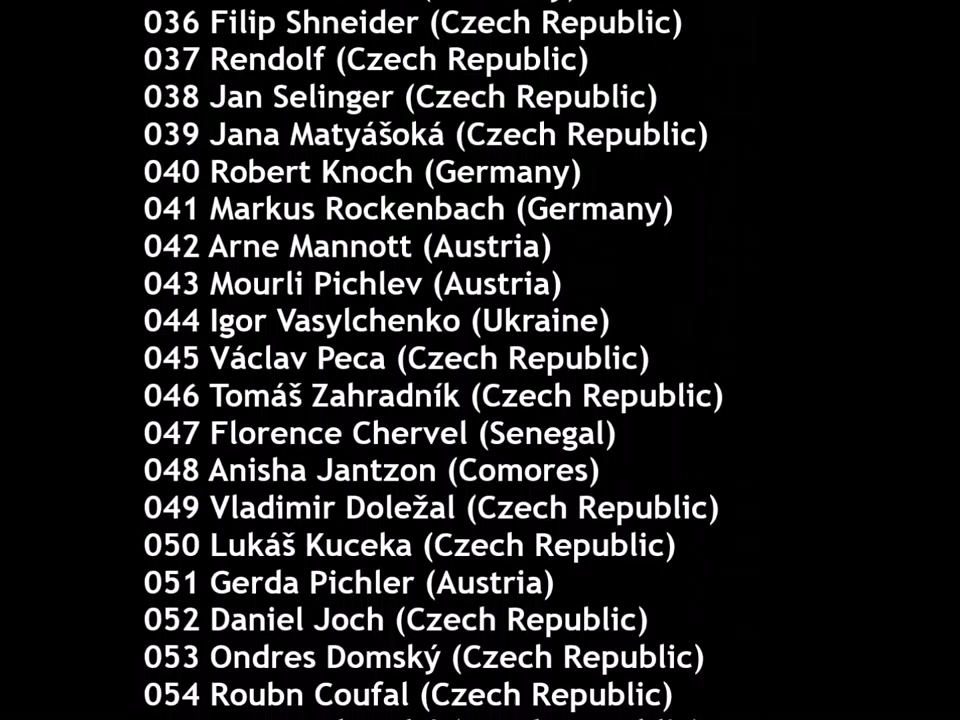 036 Filip Shneider (Czech Republic)
037 Rendolf (Czech Republic)
038 Jan Selinger (Czech Republic)
039 Jana Matyášoká (Czech Republic)
040 Robert Knoch (Germany)
041 Markus Rockenbach (Germany)
042 Arne Mannott (Austria)
043 Mourli Pichlev (Austria)
044 Igor Vasylchenko (Ukraine)
045 Václav Peca (Czech Republic)
046 Tomáš Zahradník (Czech Republic)
047 Florence Chervel (Senegal)
048 Anisha Jantzon (Comores)
049 Vladimir Doležal (Czech Republic)
050 Lukáš Kuceka (Czech Republic)
051 Gerda Pichler (Austria)
052 Daniel Joch (Czech Republic)
053 Ondres Domský (Czech Republic)
054 Roubn Coufal (Czech Republic)